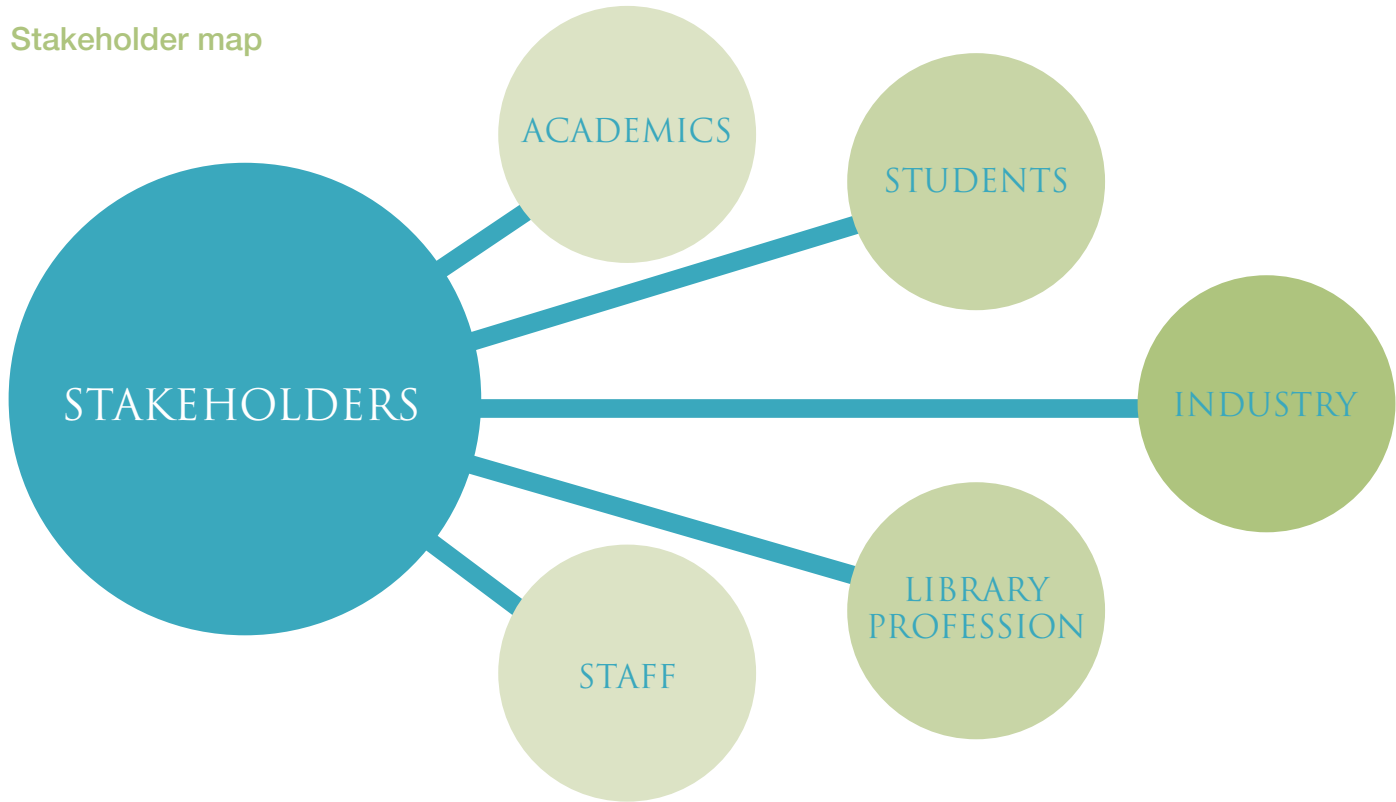 Stakeholder map
ACADEMICS
STUDENTS
STAKEHOLDERS
INDUSTRY
LIBRARY
PROFESSION
STAFF